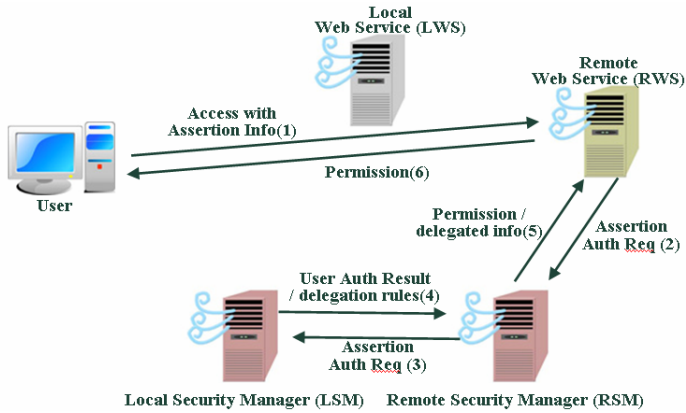 Local
Web Service (LWS)
Remote
Web Service (RWS)
Access with
Assertion Info(1)
Permission(6)
User
Permission /
delegated info(5)
Assertion
Auth Req (2)
User Auth Result
/ delegation rules(4)
Assertion
Auth Req (3)
Local Security Manager (LSM)
Remote Security Manager (RSM)